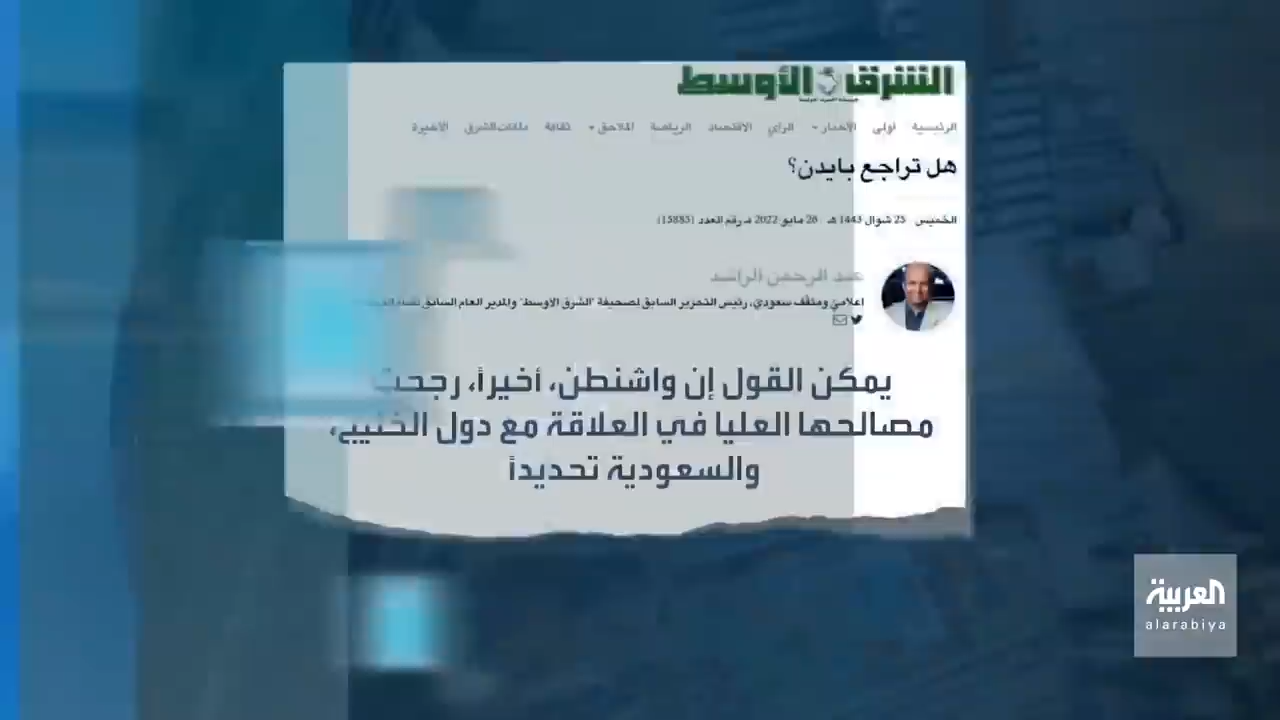 الشرق الأوسط
الرئيسية أولى الأخبار الرأي الاقتصاد الرياضة الملاحق ثقافة ملفات الشرق الأخيرة
هل تراجع بايدن؟
الخميس - 25 شوال 1443 هـ - 26 مايو 2022 مـ رقم العدد [15885]
عبد الرحمن الراشد
إعلاميّ ومثقّف سعودي، رئيس التحرير السابق لصحيفة "الشرق الأوسط" والمدير العام السابق لقناة
يمكن القول إن واشنطن، أخيراً، رجحت
مصالحها العليا في العلاقة مع دول الخليج،
والسعودية تحديداً
العربية
alarabiya